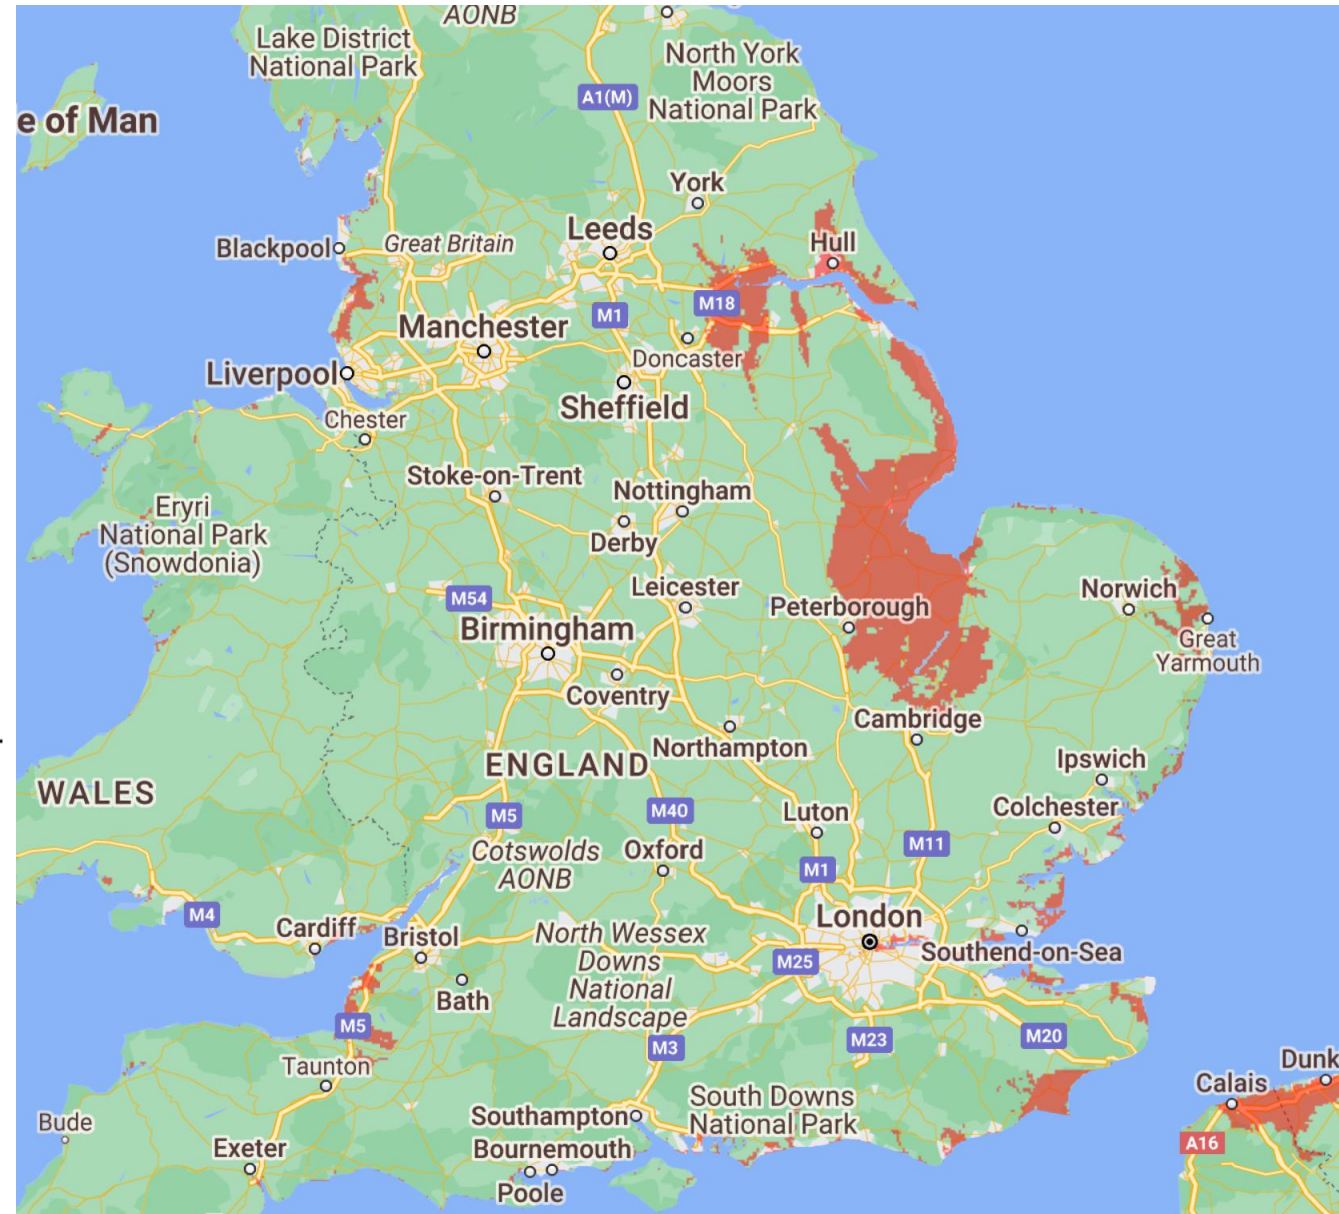 AONB
Lake District
National Park
North York
Moors
National Park
A1(M)
e of Man
York
Leeds
Hull
Blackpool
Great Britain
M18
M1
Manchester
Doncaster
Liverpool
Sheffield
Chester
Stoke-on-Trent
Nottingham
Eryri
National Park
(Snowdonia)
Derby
Leicester
Norwich
M54
Peterborough
Birmingham
Great
Yarmouth
Coventry
Cambridge
Northampton
ENGLAND
Ipswich
WALES
Colchester
M5
M40
Luton
M11
Cotswolds
AONB
Oxford
M1
M4
London
Cardiff
Bristol
North Wessex
Downs
National
Landscape
Southend-on-Sea
M25
Bath
M5
M3
M23
M20
Taunton
Dunk
Calais
South Downs
National Park
Southampton
Bude
Exeter
Bournemouth
A16
Poole